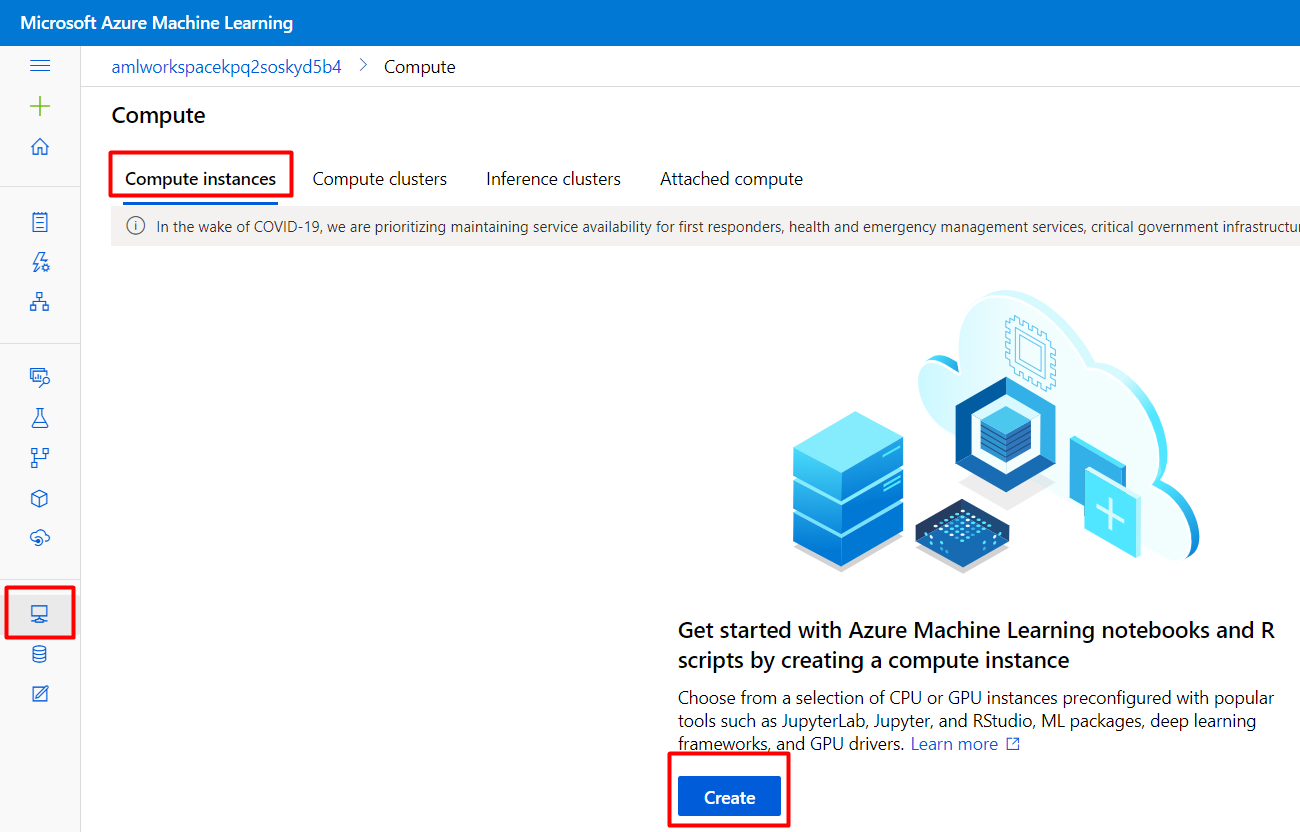 Microsoft Azure Machine Learning
amlworkspacekpq2soskyd5b4 > Compute
Compute
Compute instances Compute clusters Inference clusters Attached compute
In the wake of COVID-19, we are prioritizing maintaining service availability for first responders, health and emergency management services, critical government infrastructu
Get started with Azure Machine Learning notebooks and R
scripts by creating a compute instance
Choose from a selection of CPU or GPU instances preconfigured with popular
tools such as JupyterLab, Jupyter, and RStudio, ML packages, deep learning
frameworks, and GPU drivers. Learn more
Create